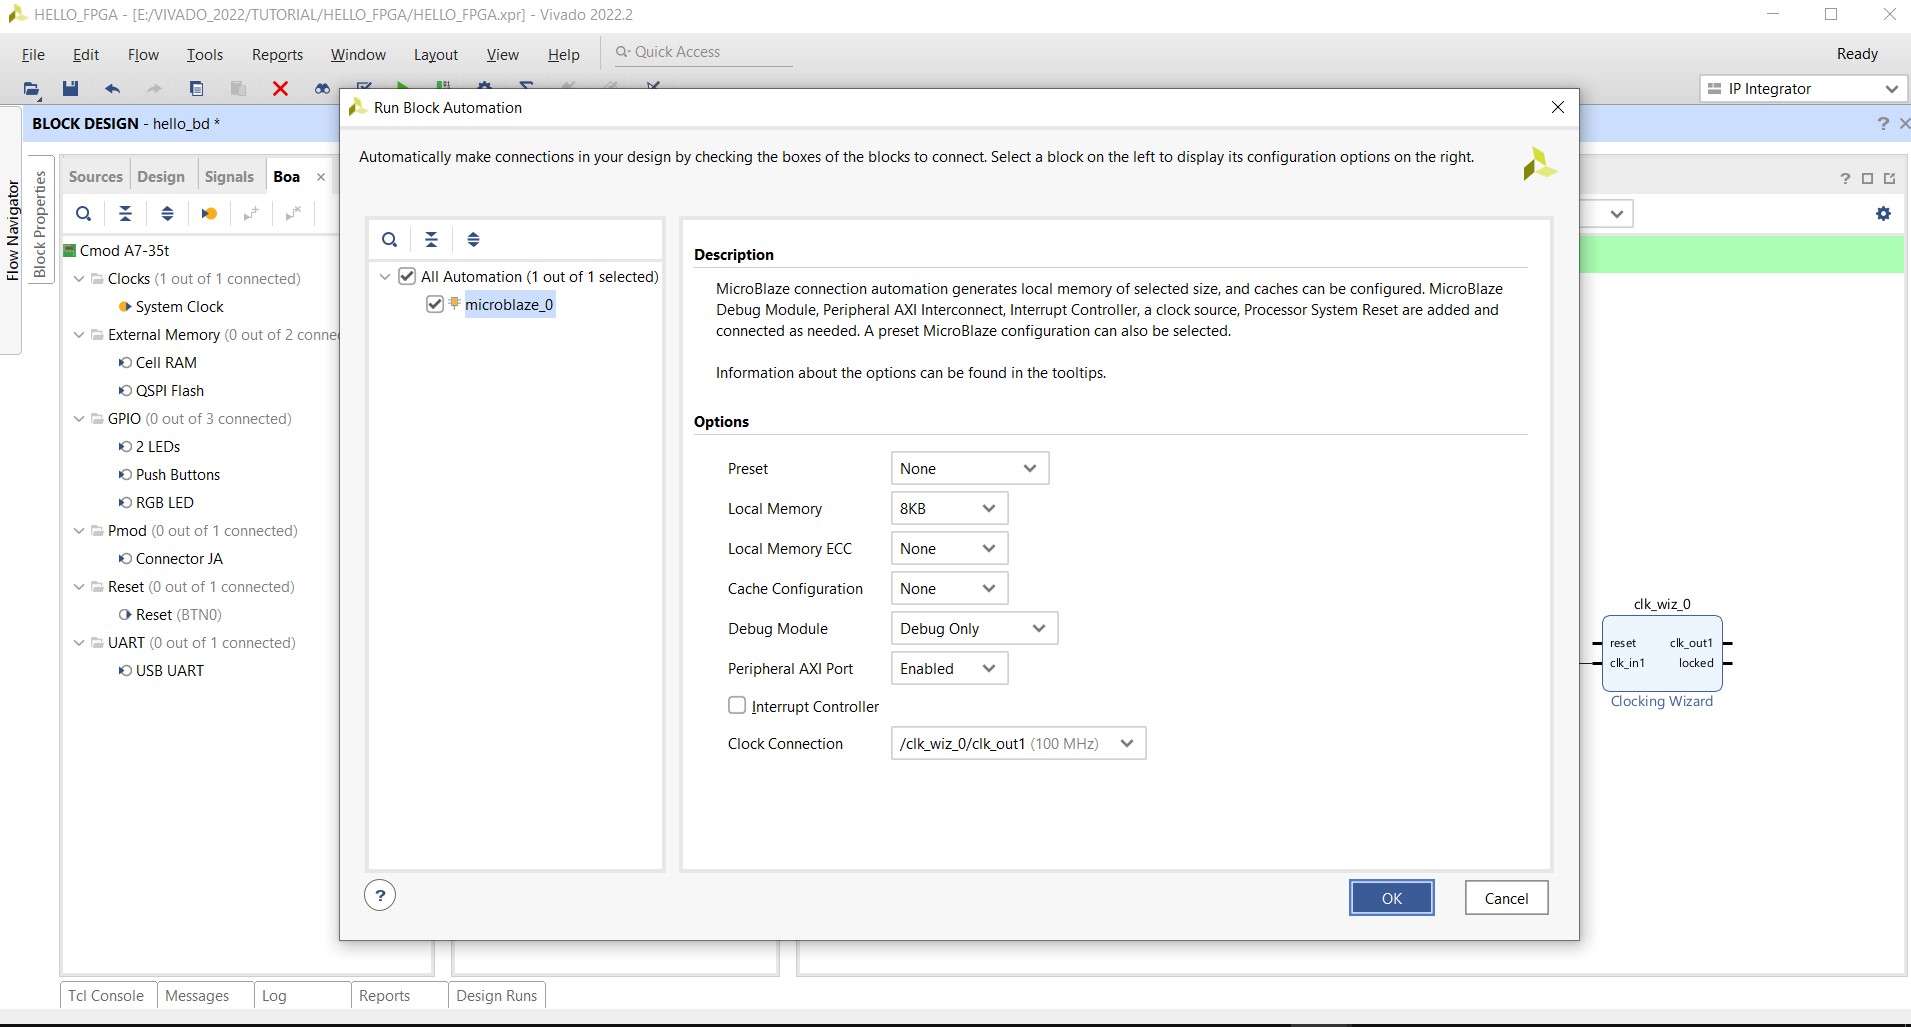 HELLO_FPGA - [E:/VIVADO_2022/TUTORIAL/HELLO_FPGA/HELLO_FPGA.xpr] - Vivado 2022.2
File Edit Flow Tools Reports Window Layout View Help Quick Access
Ready
IP Integrator
BLOCK DESIGN - hello_bd *
Flow Navigator
Block Properties
Sources Design Signals Boa
Cmod A7-35t
Clocks (1 out of 1 connected)
System Clock
External Memory (0 out of 2 conne
Cell RAM
QSPI Flash
GPIO (0 out of 3 connected)
2 LEDs
Push Buttons
RGB LED
Pmod (0 out of 1 connected)
Connector JA
Reset (0 out of 1 connected)
Reset (BTN0)
UART (0 out of 1 connected)
USB UART
Run Block Automation
Automatically make connections in your design by checking the boxes of the blocks to connect. Select a block on the left to display its configuration options on the right.
All Automation (1 out of 1 selected)
microblaze_0
Description
MicroBlaze connection automation generates local memory of selected size, and caches can be configured. MicroBlaze
Debug Module, Peripheral AXI Interconnect, Interrupt Controller, a clock source, Processor System Reset are added and
connected as needed. A preset MicroBlaze configuration can also be selected.
Information about the options can be found in the tooltips.
Options
Preset None
Local Memory 8KB
Local Memory ECC None
Cache Configuration None
Debug Module Debug Only
Peripheral AXI Port Enabled
Interrupt Controller
Clock Connection /clk_wiz_0/clk_out1 (100 MHz)
?
OK Cancel
clk_wiz_0
reset clk_out1
clk_in1 locked
Clocking Wizard
Tcl Console Messages Log Reports Design Runs